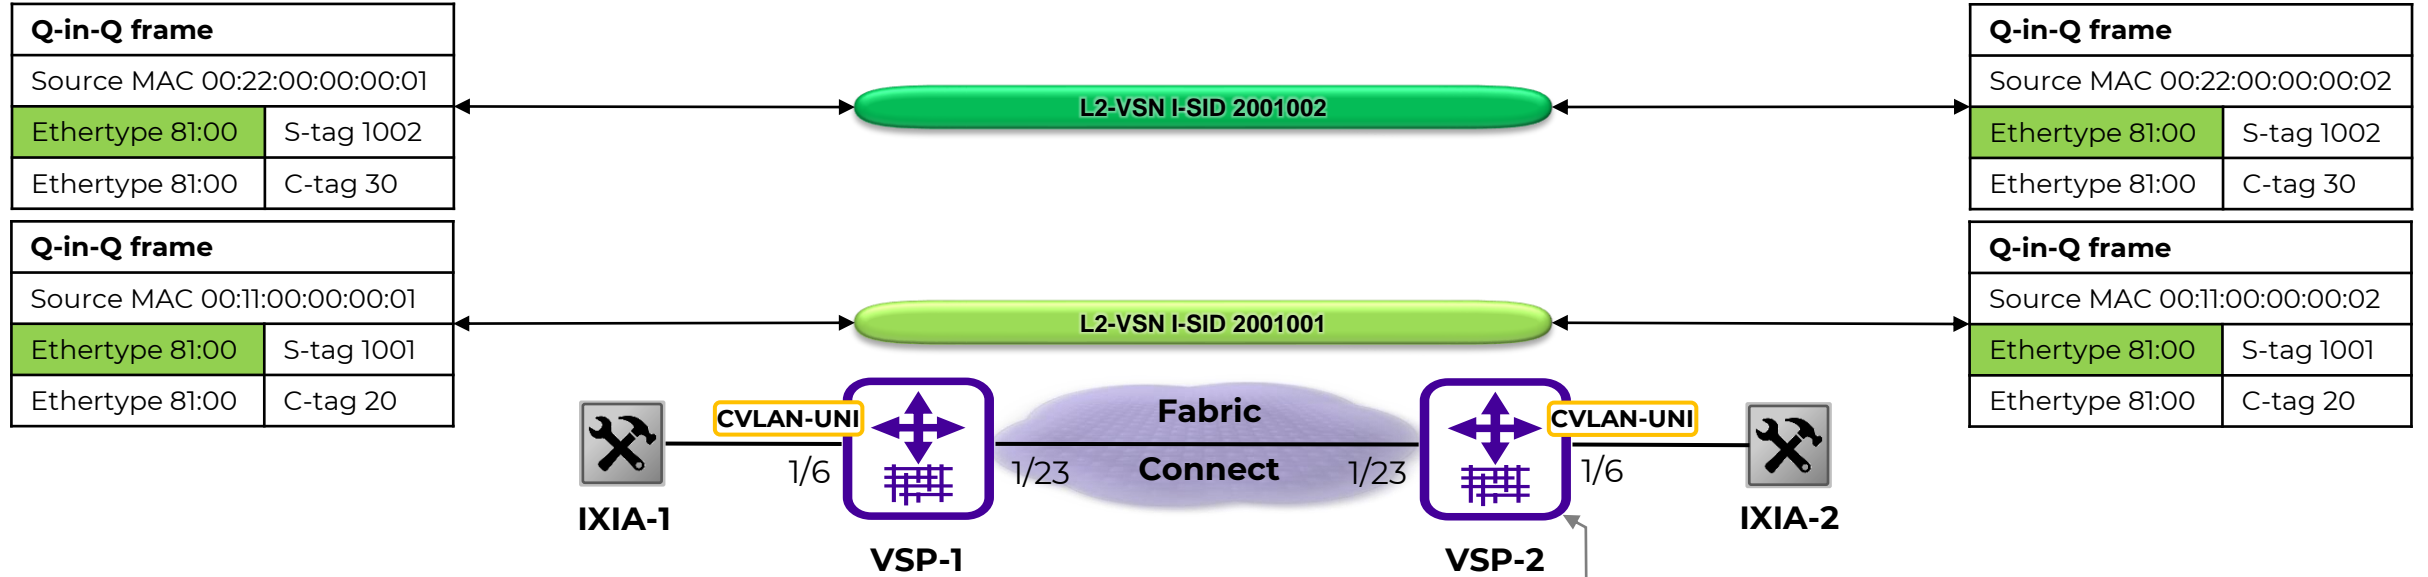 Q-in-Q frame
Source MAC 00:22:00:00:00:01
Ethertype 81:00 S-tag 1002
Ethertype 81:00 C-tag 30
L2-VSN I-SID 2001002
Q-in-Q frame
Source MAC 00:22:00:00:00:02
Ethertype 81:00 S-tag 1002
Ethertype 81:00 C-tag 30
Q-in-Q frame
Source MAC 00:11:00:00:00:01
Ethertype 81:00 S-tag 1001
Ethertype 81:00 C-tag 20
L2-VSN I-SID 2001001
Q-in-Q frame
Source MAC 00:11:00:00:00:02
Ethertype 81:00 S-tag 1001
Ethertype 81:00 C-tag 20
IXIA-1
CVLAN-UNI
1/6
VSP-1
1/23
Fabric
Connect
1/23
VSP-2
CVLAN-UNI
1/6
IXIA-2